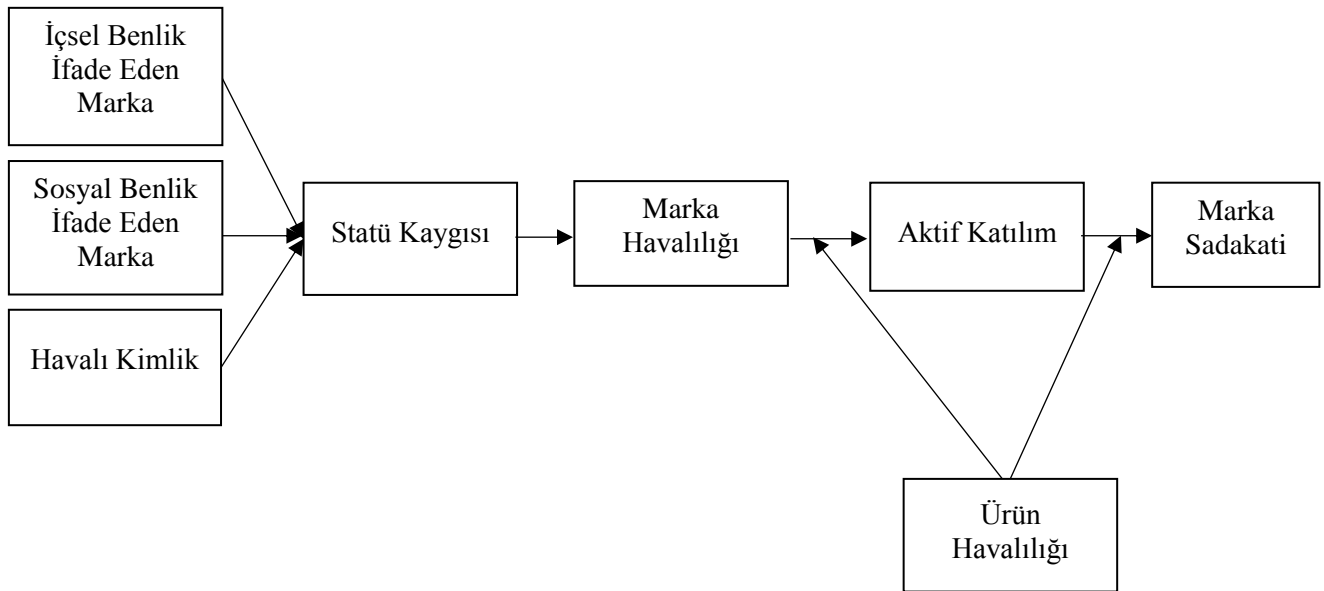 İçsel Benlik
İfade Eden
Marka
Sosyal Benlik
İfade Eden
Marka
Havalı Kimlik
Statü Kaygısı
Marka
Havalılığı
Aktif Katılım
Marka
Sadakati
Ürün
Havalılığı